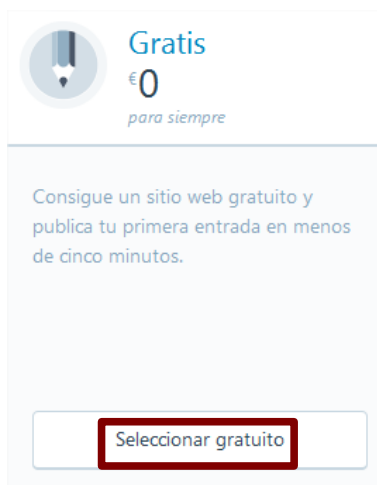 Gratis
€0
para siempre
Consigue un sitio web gratuito y
publica tu primera entrada en menos
de cinco minutos.
Seleccionar gratuito